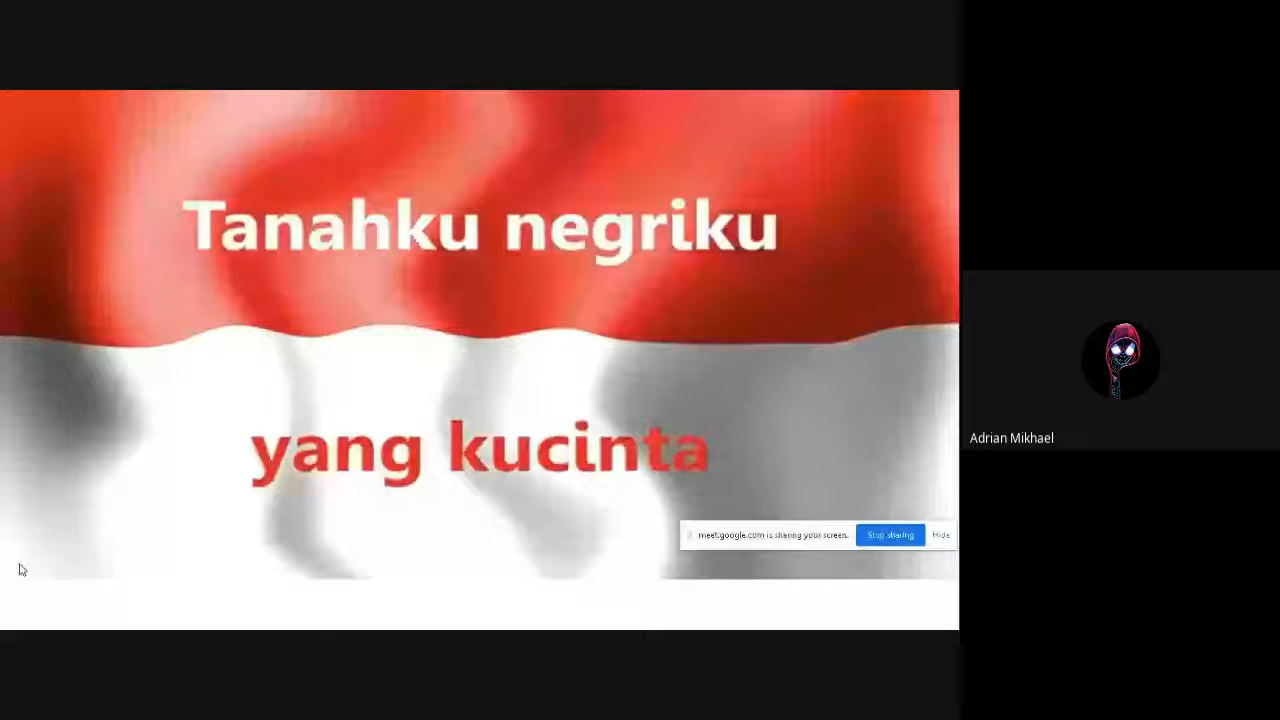 Tanahku negriku
yang kucinta
meet.google.com is sharing your screen.
Stop sharing
Hide
Adrian Mikhael